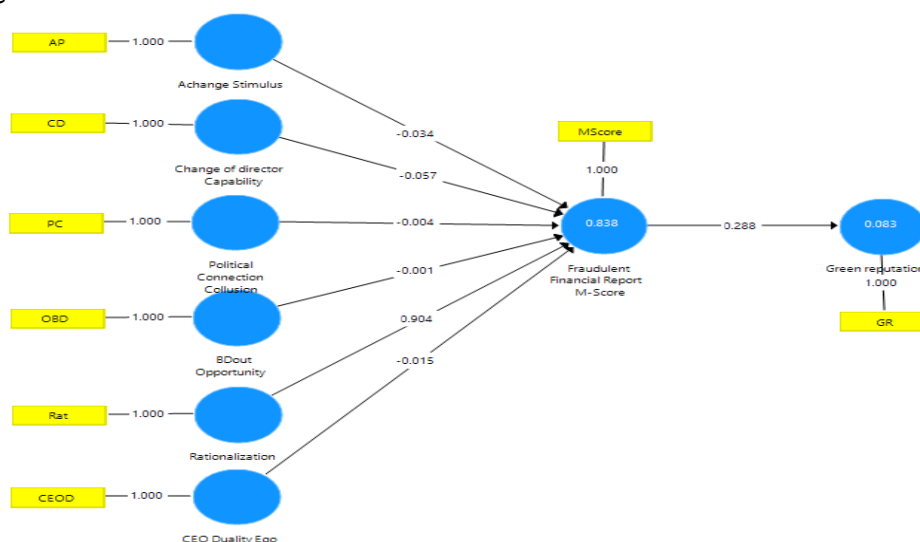 AP
1.000
Achange Stimulus
CD
1.000
Change of director
Capability
PC
1.000
Political
Connection
Collusion
OBD
1.000
BDout
Opportunity
Rat
1.000
Rationalization
CEOD
1.000
CEO Duality Ego
-0.034
-0.057
-0.004
-0.001
0.904
-0.015
MScore
1.000
0.838
Fraudulent
Financial Report
M-Score
0.288
0.083
Green reputation
1.000
GR